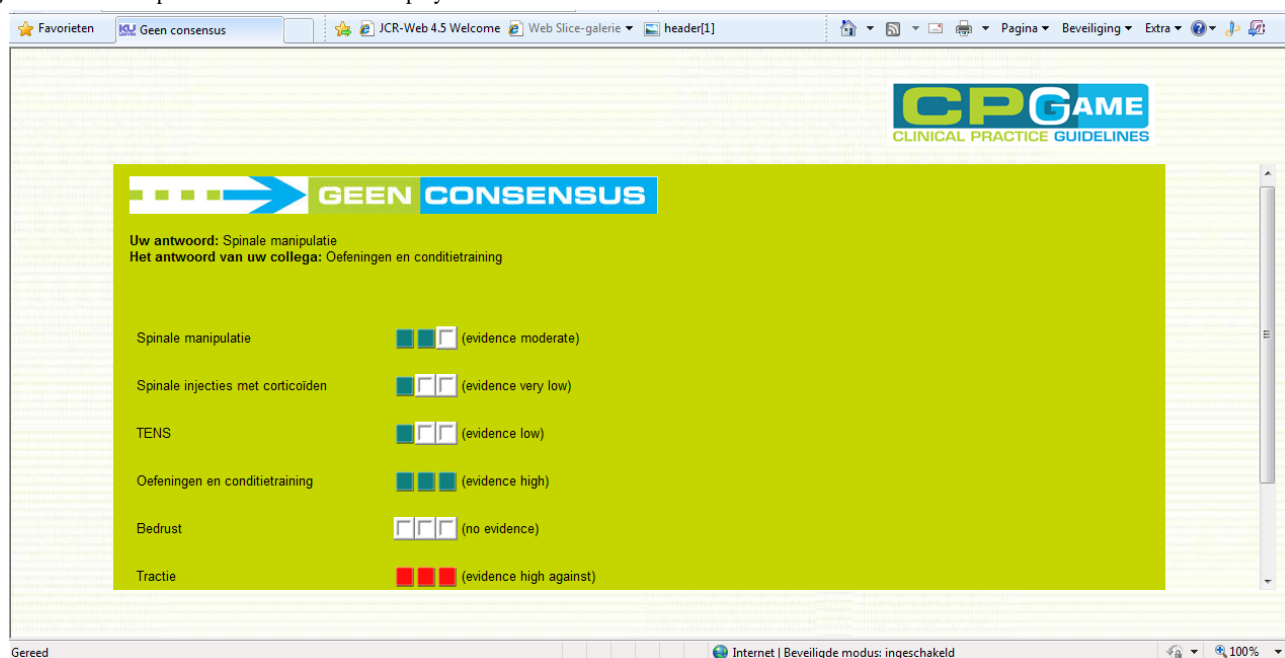 Favorieten
Geen consensus
JCR-Web 4.5 Welcome
Web Slice-galerie
header[1]
Pagina
Beveiliging
Extra
CPGAME
CLINICAL PRACTICE GUIDELINES
GEEN CONSENSUS
Uw antwoord: Spinale manipulatie
Het antwoord van uw collega: Oefeningen en conditietraining
Spinale manipulatie (evidence moderate)
Spinale injecties met corticoïden (evidence very low)
TENS (evidence low)
Oefeningen en conditietraining (evidence high)
Bedrust (no evidence)
Tractie (evidence high against)
Gereed
Internet | Beveiligde modus: ingeschakeld
100%